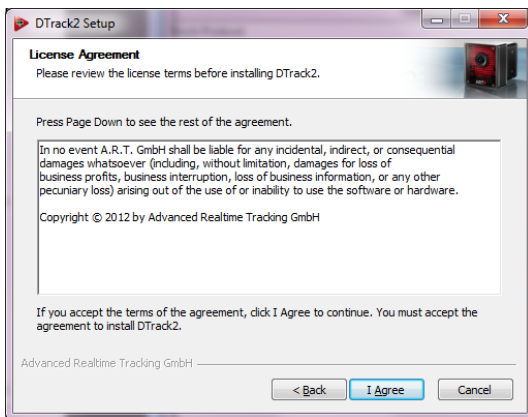 DTrack2 Setup
License Agreement
Please review the license terms before installing DTrack2.
Press Page Down to see the rest of the agreement.
In no event A.R.T. GmbH shall be liable for any incidental, indirect, or consequential
damages whatsoever (including, without limitation, damages for loss of
business profits, business interruption, loss of business information, or any other
pecuniary loss) arising out of the use of or inability to use the software or hardware.
Copyright © 2012 by Advanced Realtime Tracking GmbH
If you accept the terms of the agreement, click I Agree to continue. You must accept the
agreement to install DTrack2.
Advanced Realtime Tracking GmbH
< Back I Agree Cancel